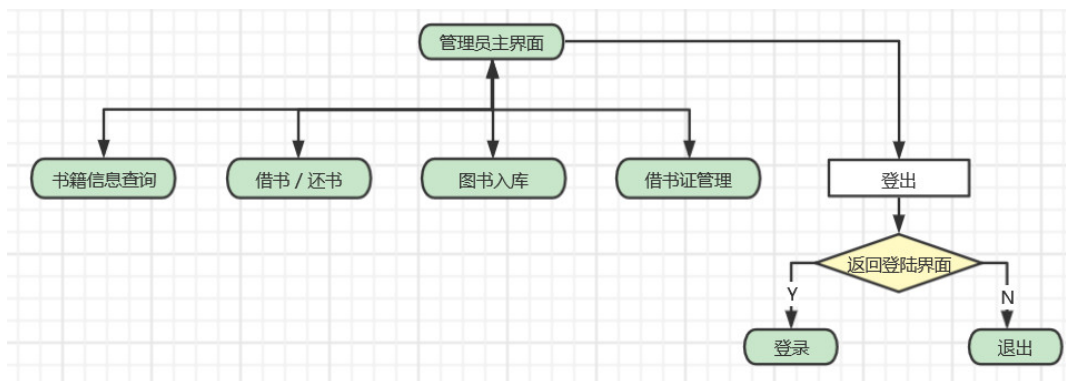 管理员主界面
书籍信息查询
借书 / 还书
图书入库
借书证管理
登出
返回登陆界面
Y
N
登录
退出